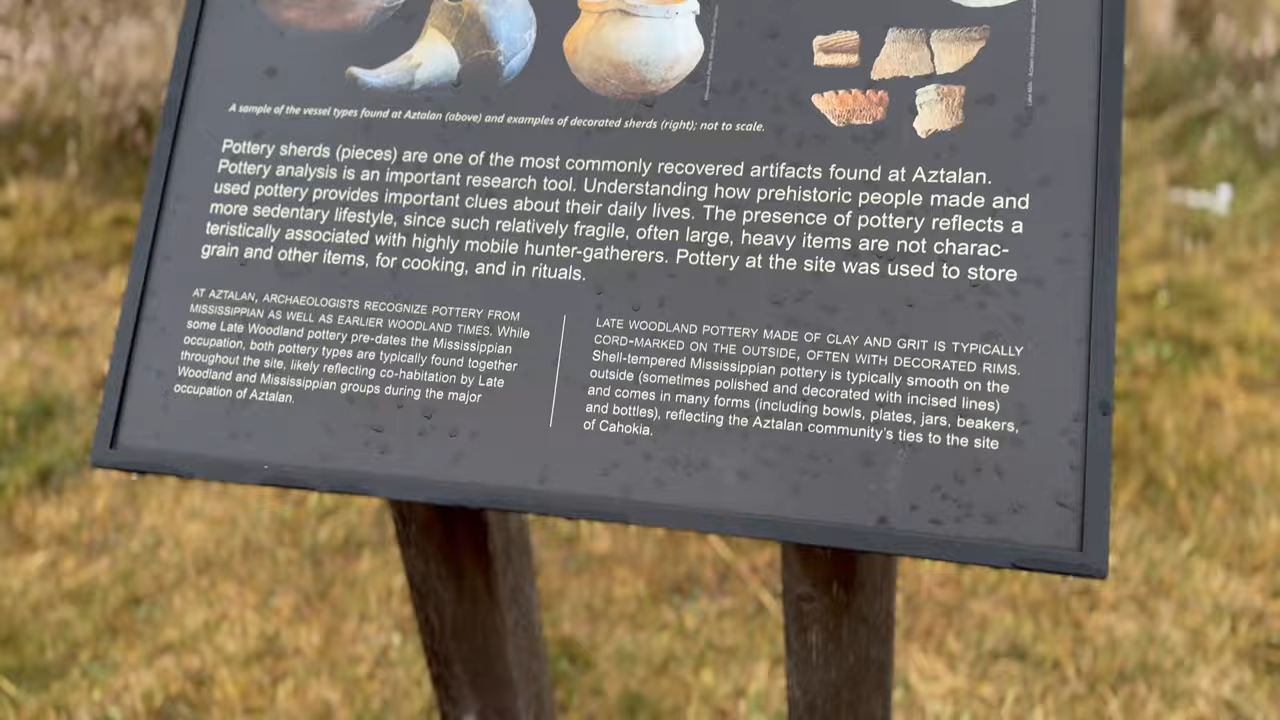 A sample of the vessel types found at Aztalan (above) and examples of decorated sherds (right); not to scale.
Pottery sherds (pieces) are one of the most commonly recovered artifacts found at Aztalan.
Pottery analysis is an important research tool. Understanding how prehistoric people made and
used pottery provides important clues about their daily lives. The presence of pottery reflects a
more sedentary lifestyle, since such relatively fragile, often large, heavy items are not charac-
teristically associated with highly mobile hunter-gatherers. Pottery at the site was used to store
grain and other items, for cooking, and in rituals.
AT AZTALAN, ARCHAEOLOGISTS RECOGNIZE POTTERY FROM
MISSISSIPPIAN AS WELL AS EARLIER WOODLAND TIMES. While
some Late Woodland pottery pre-dates the Mississippian
occupation, both pottery types are typically found together
throughout the site, likely reflecting co-habitation by Late
Woodland and Mississippian groups during the major
occupation of Aztalan.
LATE WOODLAND POTTERY MADE OF CLAY AND GRIT IS TYPICALLY
CORD-MARKED ON THE OUTSIDE, OFTEN WITH DECORATED RIMS.
Shell-tempered Mississippian pottery is typically smooth on the
outside (sometimes polished and decorated with incised lines)
and comes in many forms (including bowls, plates, jars, beakers,
and bottles), reflecting the Aztalan community's ties to the site
of Cahokia.